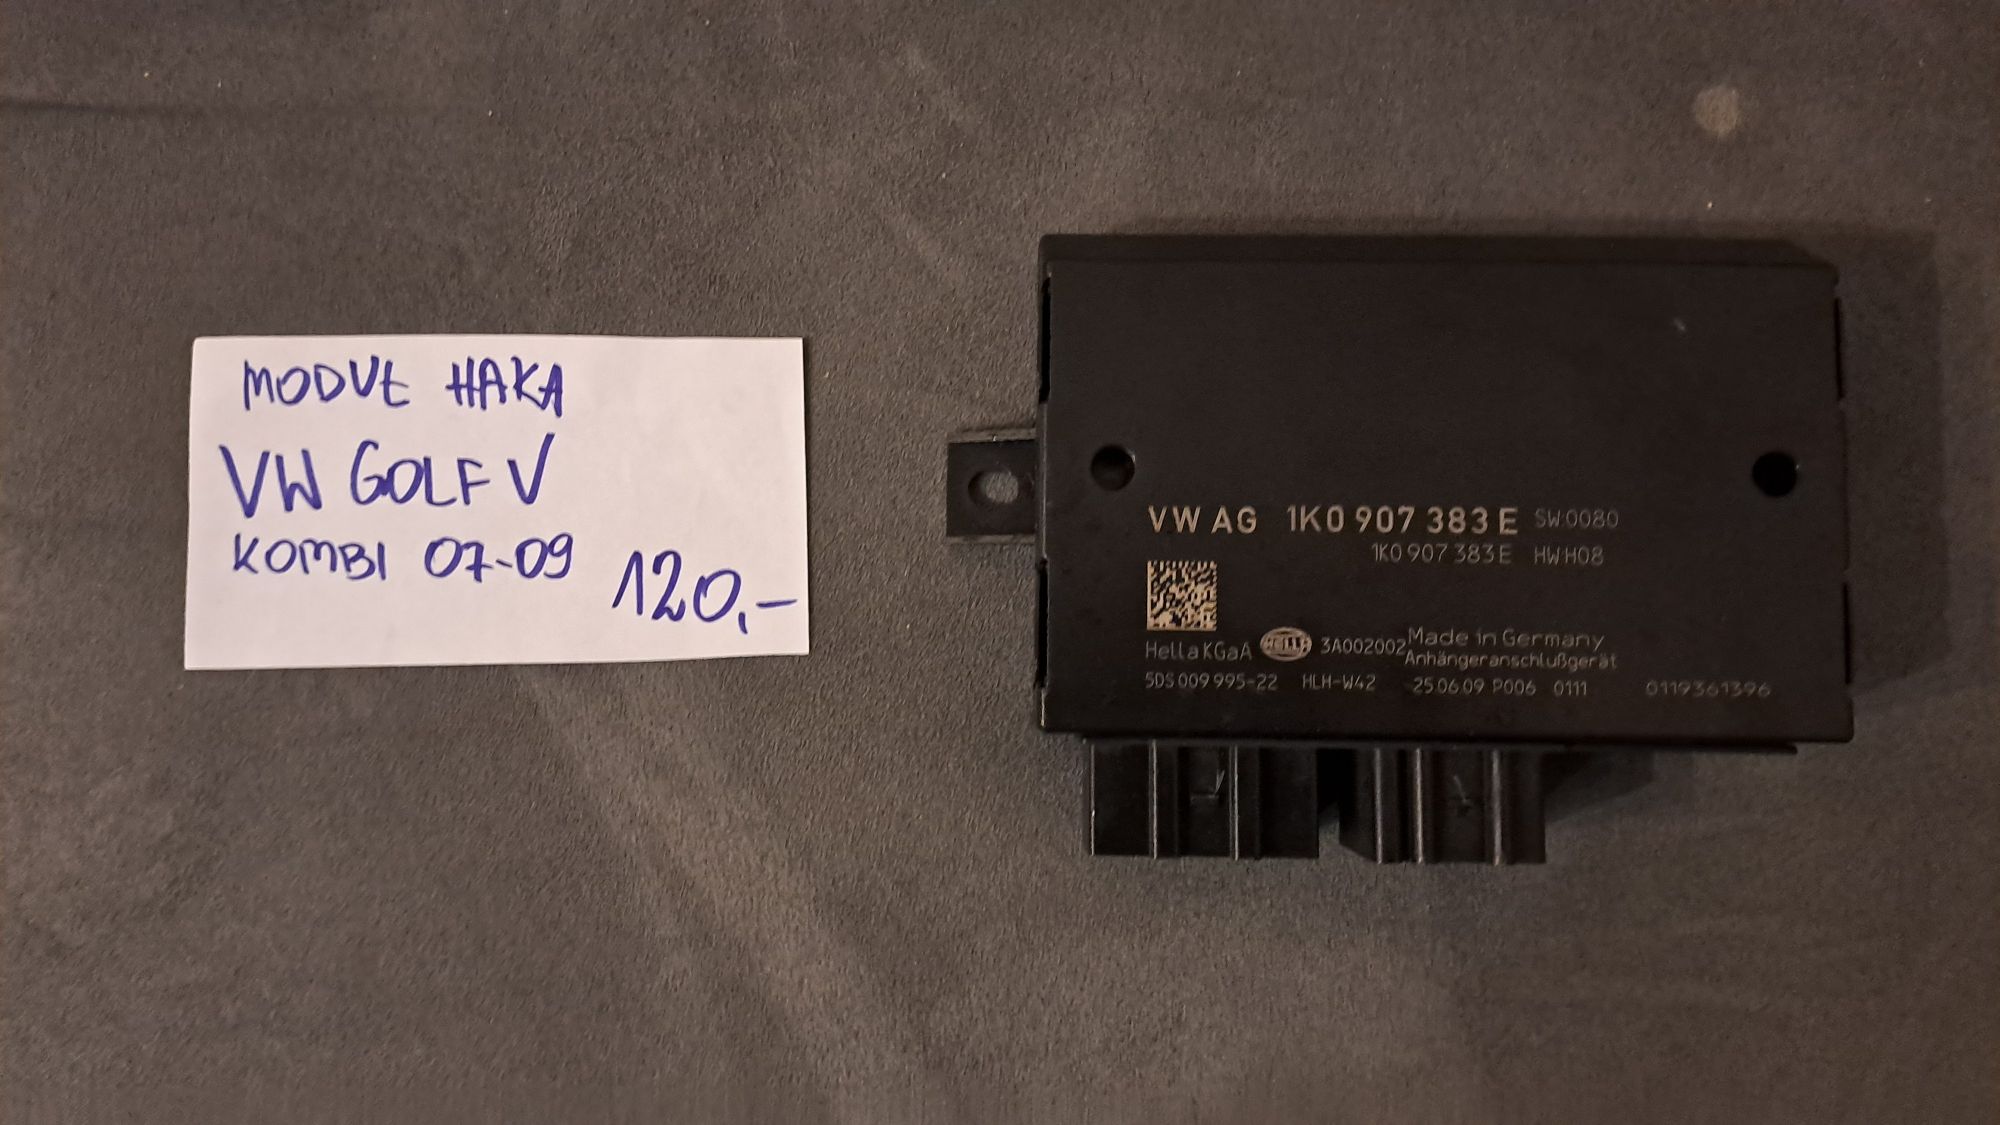 MODUŁ HAKA
VW GOLF V
KOMBI 07-09
120,-
VW AG 1K0 907 383 E SW:0080
1K0 907 383 E HW:H08
Hella KGaA HELLA 3A002002 Made in Germany
Anhängeranschlußgerät
5DS 009 995-22 HLH-W42 25.06.09 P006 0111 0119361396